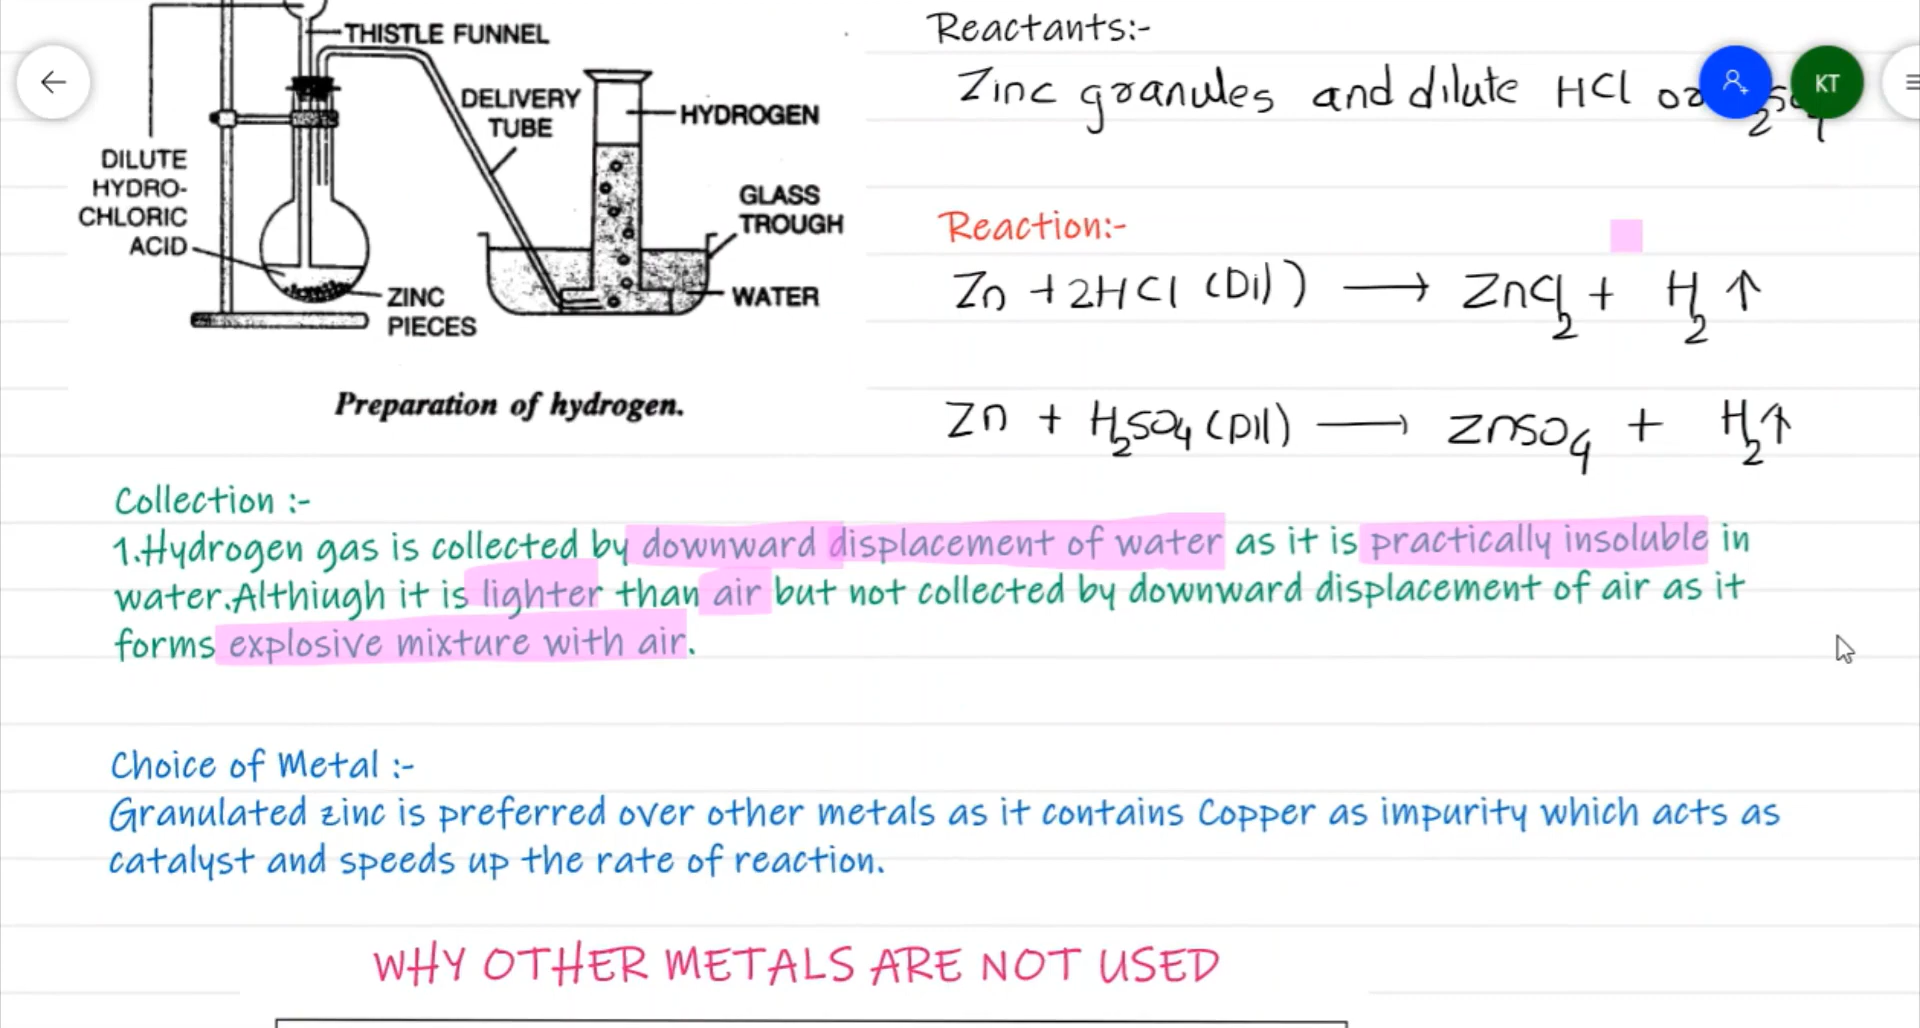 THISTLE FUNNEL
DELIVERY
TUBE
HYDROGEN
DILUTE
HYDRO-
CHLORIC
ACID
GLASS
TROUGH
ZINC
PIECES
WATER
Preparation of hydrogen.
Reactants:-
Zinc granules and dilute HCl or
KT
Reaction:-
Zn + 2HCl (Dil) → ZnCl₂ + H₂ ↑
Zn + H₂SO₄ (Dil) → ZnSO₄ + H₂ ↑
Collection :-
1.Hydrogen gas is collected by downward displacement of water as it is practically insoluble in
water.Althiugh it is lighter than air but not collected by downward displacement of air as it
forms explosive mixture with air.
Choice of Metal :-
Granulated zinc is preferred over other metals as it contains Copper as impurity which acts as
catalyst and speeds up the rate of reaction.
WHY OTHER METALS ARE NOT USED